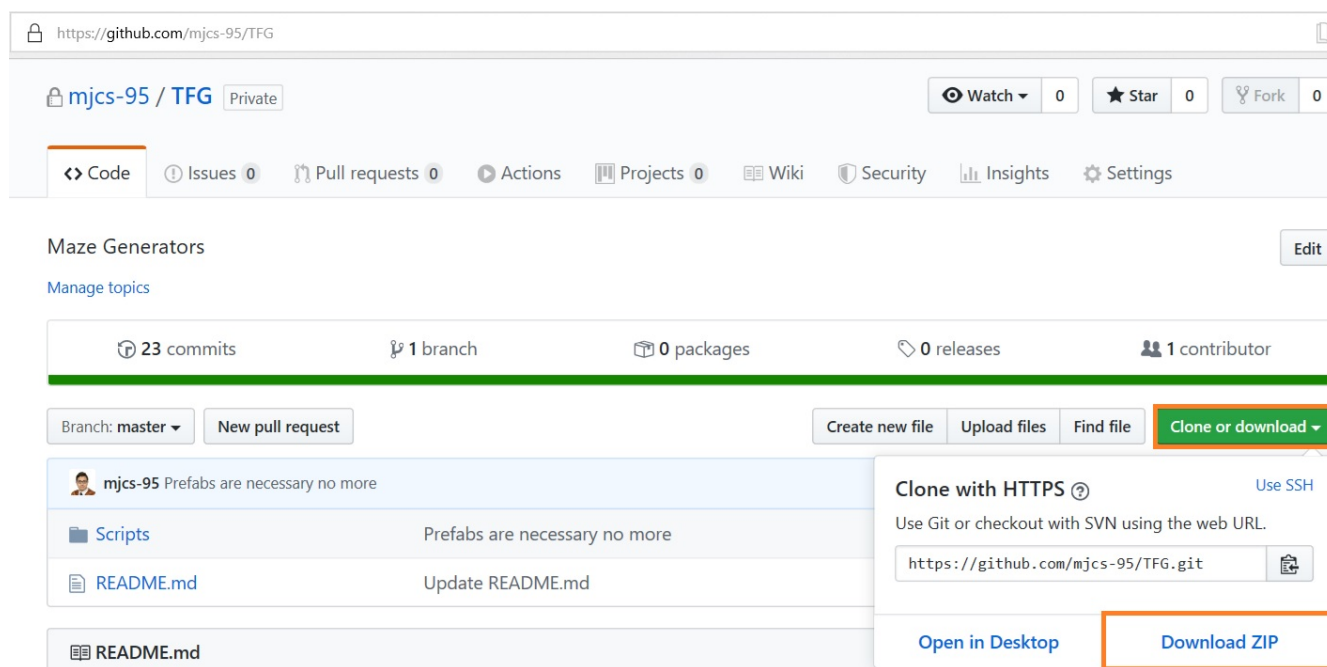 https://github.com/mjcs-95/TFG
mjcs-95 / TFG Private Watch 0 Star 0 Fork 0
Code Issues 0 Pull requests 0 Actions Projects 0 Wiki Security Insights Settings
Maze Generators Edit
Manage topics
23 commits 1 branch 0 packages 0 releases 1 contributor
Branch: master New pull request Create new file Upload files Find file Clone or download
mjcs-95 Prefabs are necessary no more
Clone with HTTPS ? Use SSH
Use Git or checkout with SVN using the web URL.
Scripts Prefabs are necessary no more
https://github.com/mjcs-95/TFG.git
README.md Update README.md
Open in Desktop Download ZIP
README.md